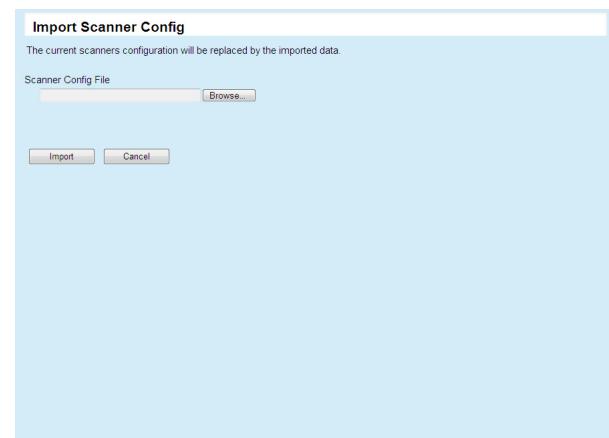 Import Scanner Config
The current scanners configuration will be replaced by the imported data.
Scanner Config File
Browse...
Import Cancel